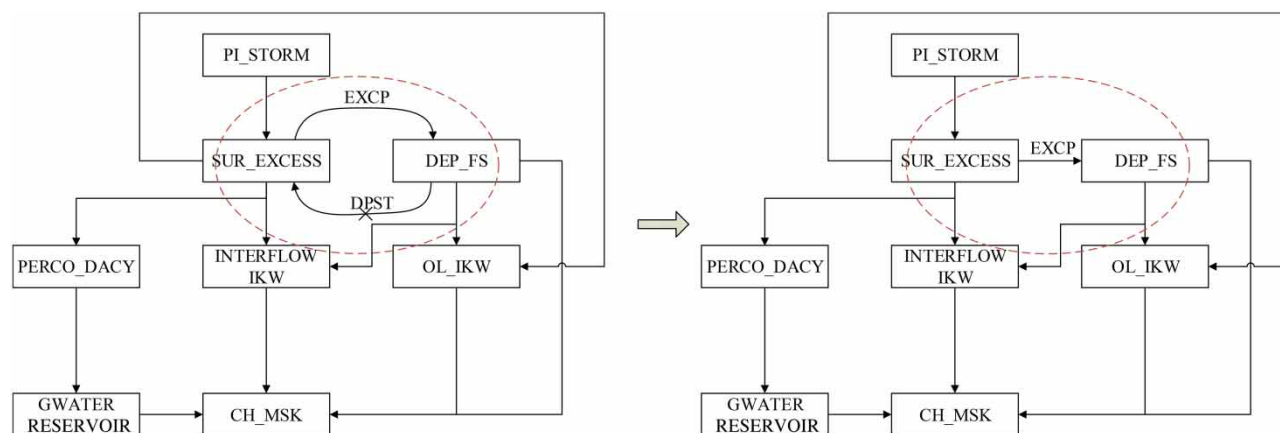 PI_STORM
EXCP
SUR_EXCESS
DEP_FS
DPST
PERCO_DACY
INTERFLOW
IKW
OL_IKW
GWATER
RESERVOIR
CH_MSK
PI_STORM
SUR_EXCESS
EXCP
DEP_FS
PERCO_DACY
INTERFLOW
IKW
OL_IKW
GWATER
RESERVOIR
CH_MSK